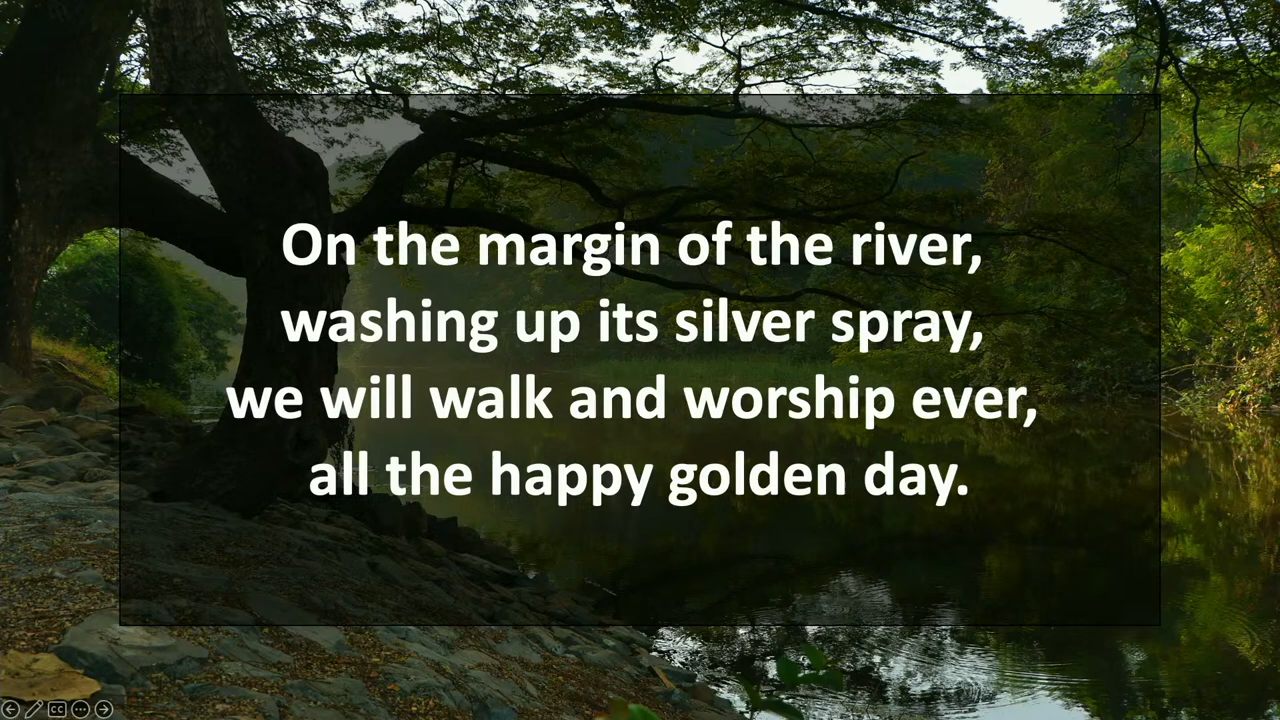 On the margin of the river,
washing up its silver spray,
we will walk and worship ever,
all the happy golden day.
CC